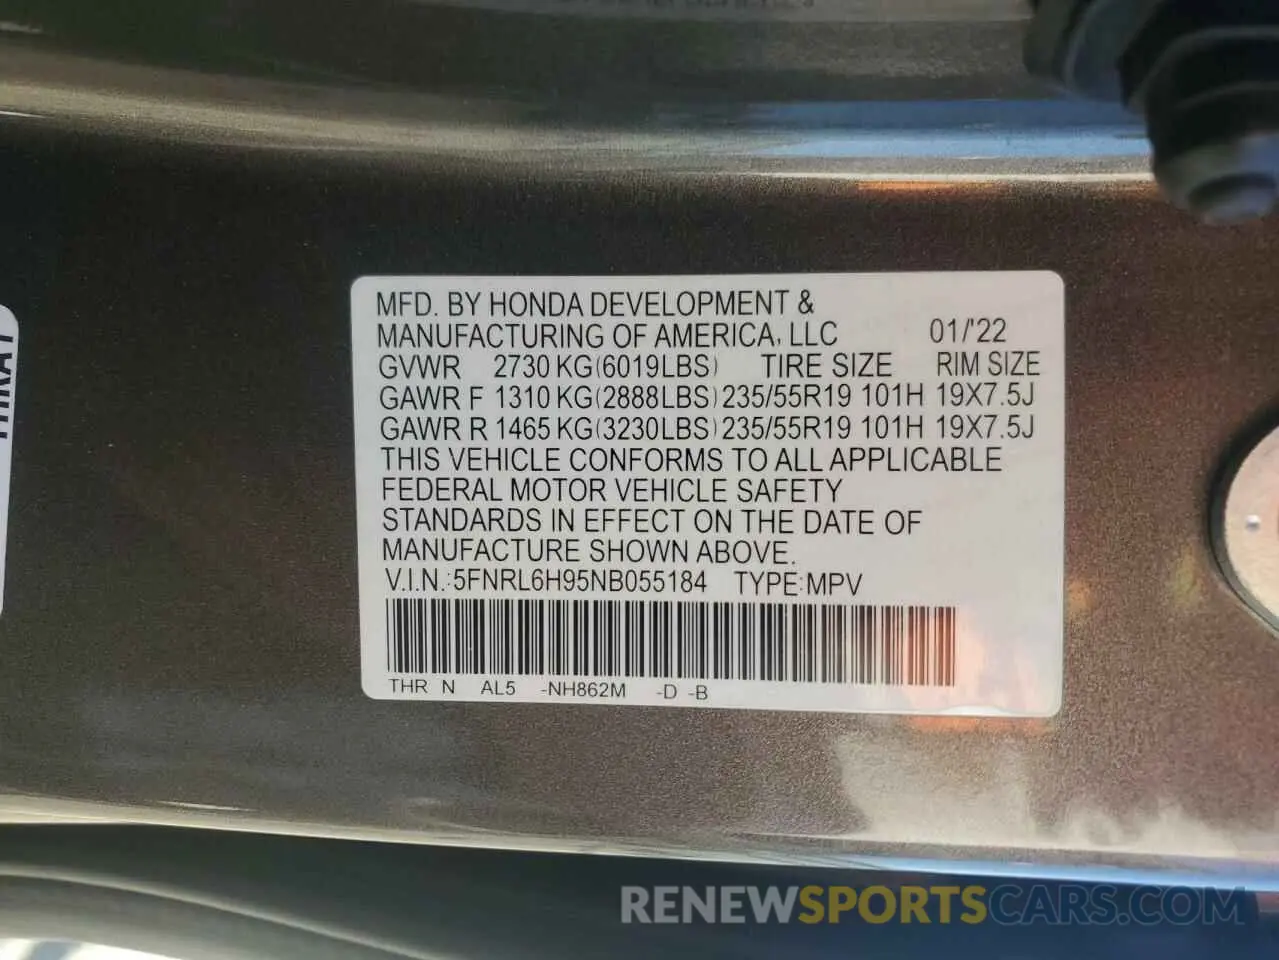 MFD. BY HONDA DEVELOPMENT &
MANUFACTURING OF AMERICA, LLC 01/'22
GVWR 2730 KG(6019LBS) TIRE SIZE RIM SIZE
GAWR F 1310 KG(2888LBS) 235/55R19 101H 19X7.5J
GAWR R 1465 KG(3230LBS) 235/55R19 101H 19X7.5J
THIS VEHICLE CONFORMS TO ALL APPLICABLE
FEDERAL MOTOR VEHICLE SAFETY
STANDARDS IN EFFECT ON THE DATE OF
MANUFACTURE SHOWN ABOVE.
V.I.N.:5FNRL6H95NB055184 TYPE:MPV
THR N AL5 -NH862M -D -B
RENEWSPORTSCARS.COM